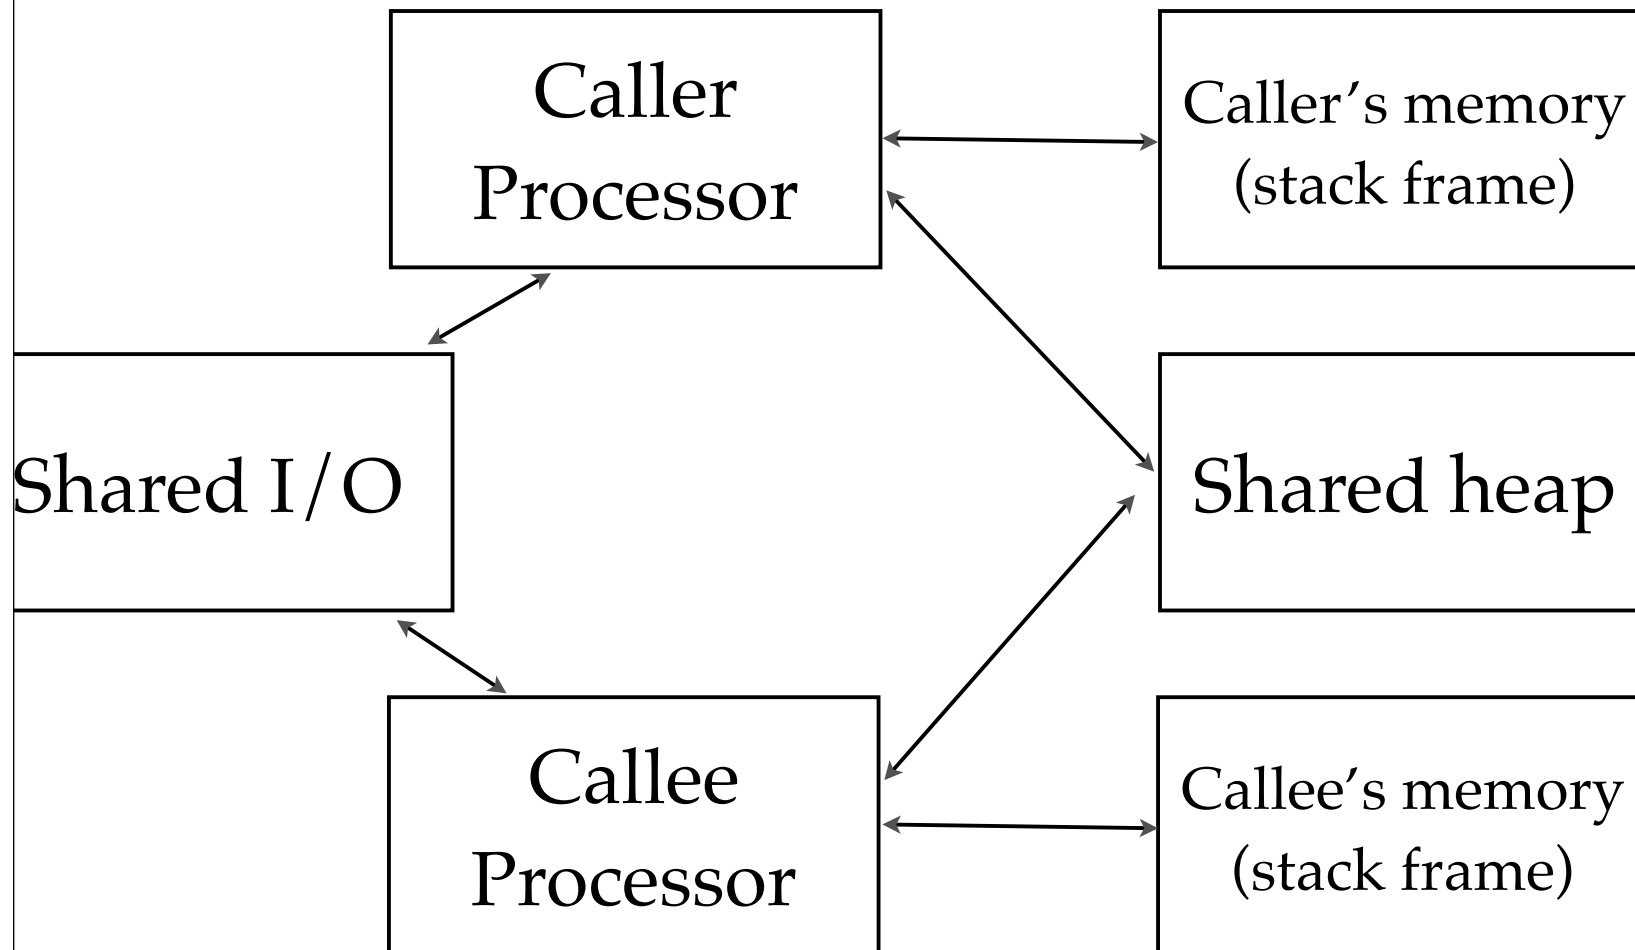 Caller
Processor
Caller's memory
(stack frame)
Shared I/O
Shared heap
Callee
Processor
Callee's memory
(stack frame)